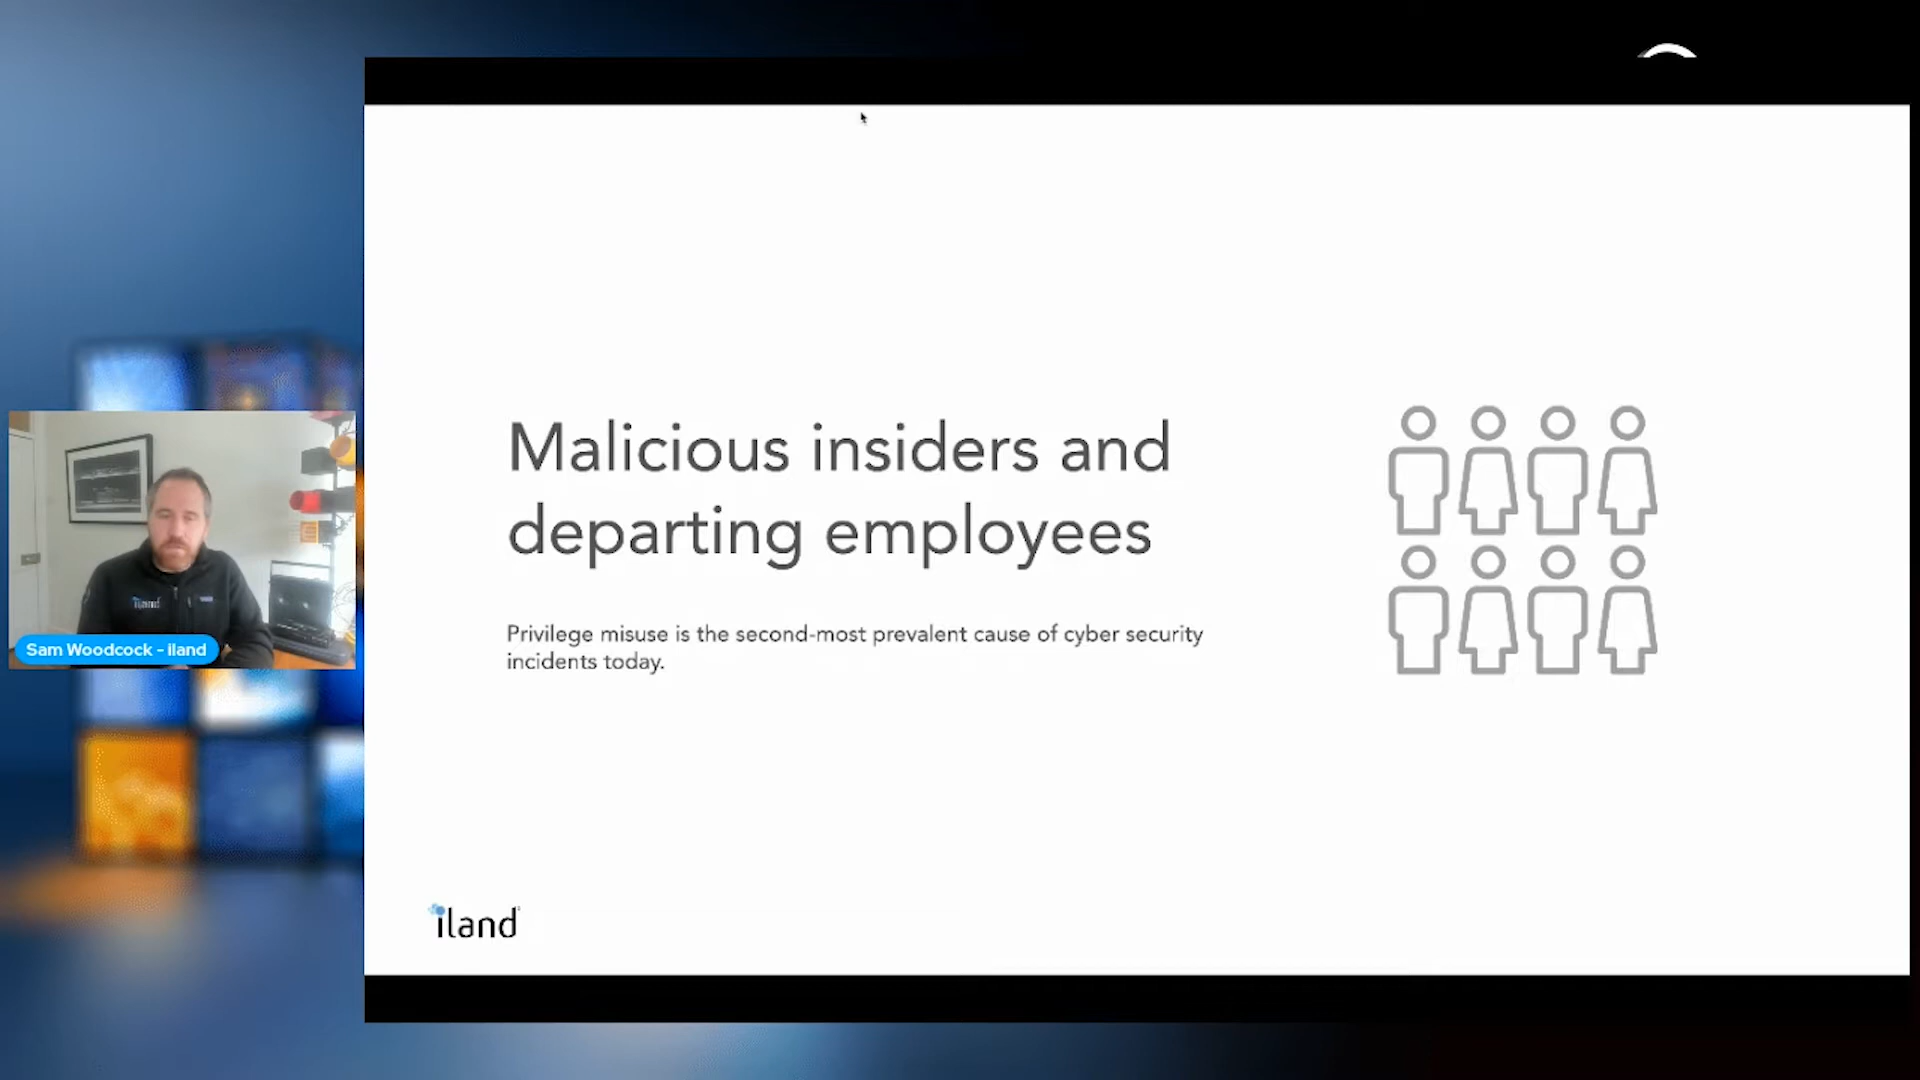 Malicious insiders and
departing employees
Privilege misuse is the second-most prevalent cause of cyber security
incidents today.
iland
Sam Woodcock - iland
iland